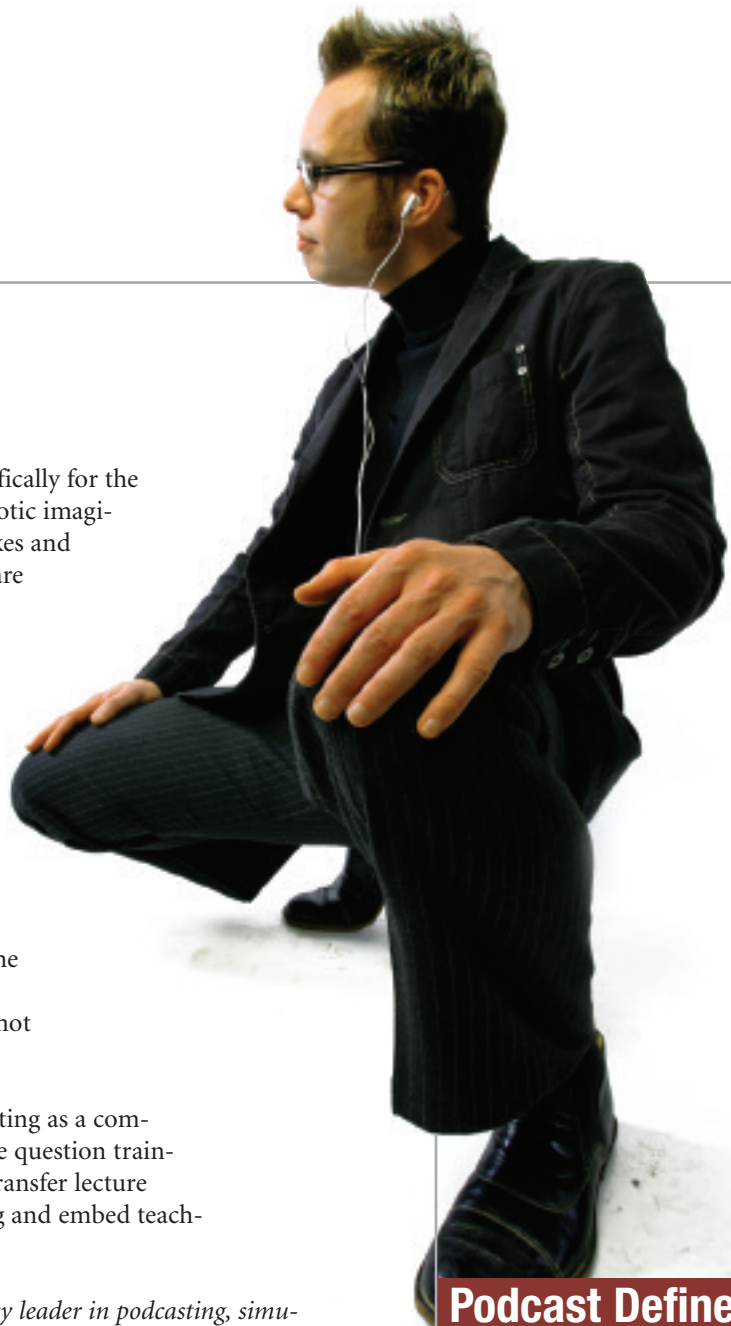 fically for the
otic imagi-
kes and
are
ne
not
ting as a com-
e question train-
ransfer lecture
g and embed teach-
y leader in podcasting, simu-
Podcast Define